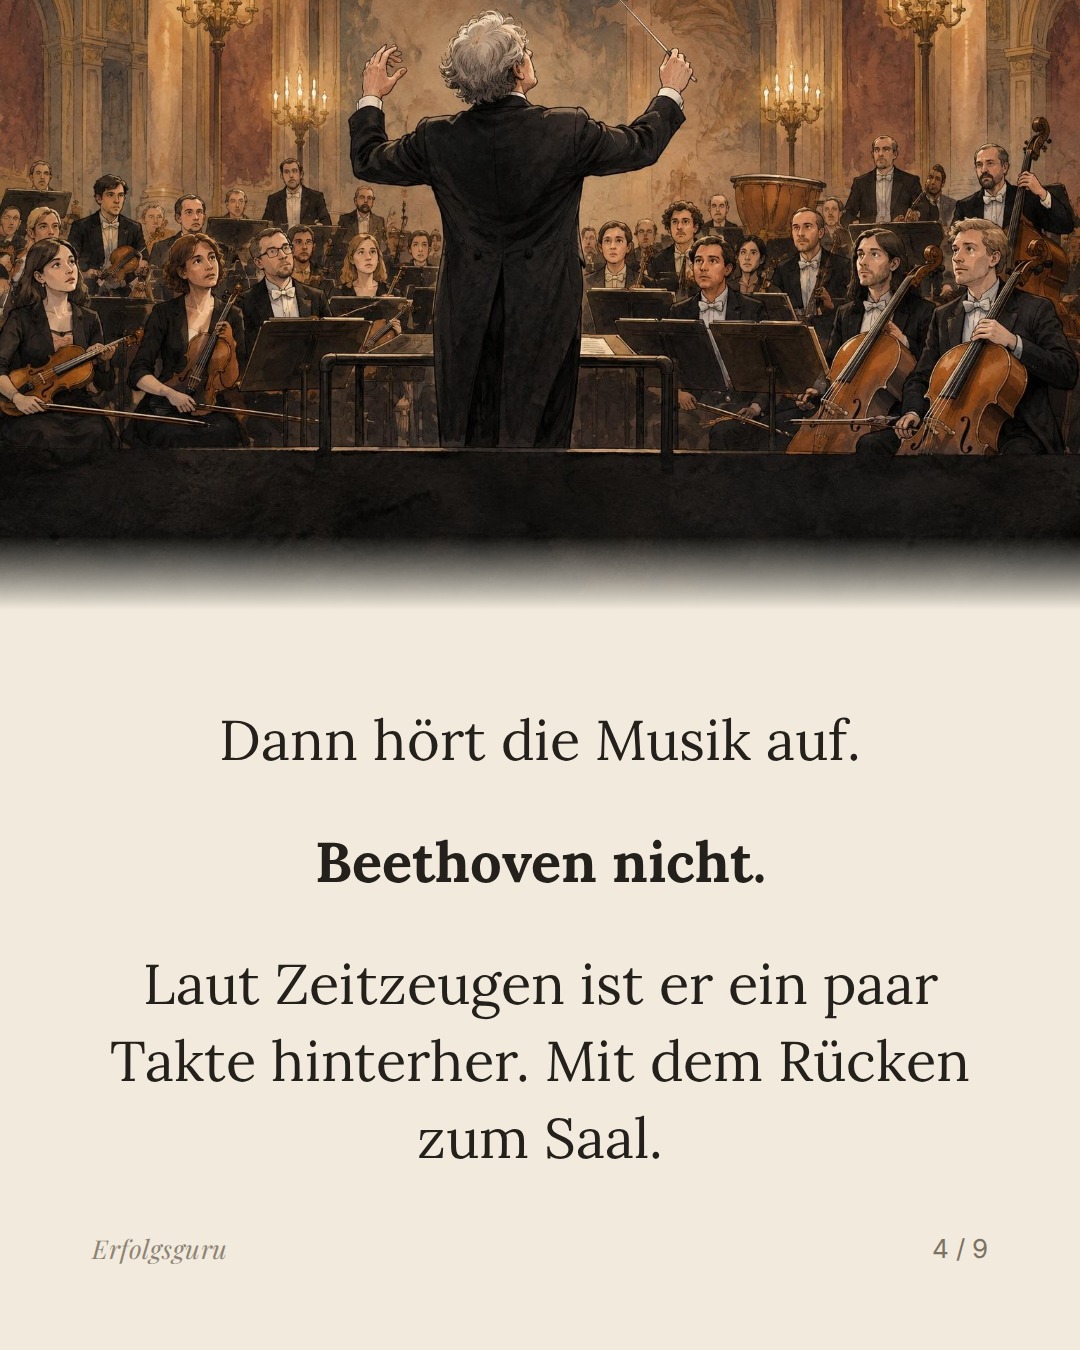 Dann hört die Musik auf.
Beethoven nicht.
Laut Zeitzeugen ist er ein paar
Takte hinterher. Mit dem Rücken
zum Saal.
Erfolgsguru
4 / 9